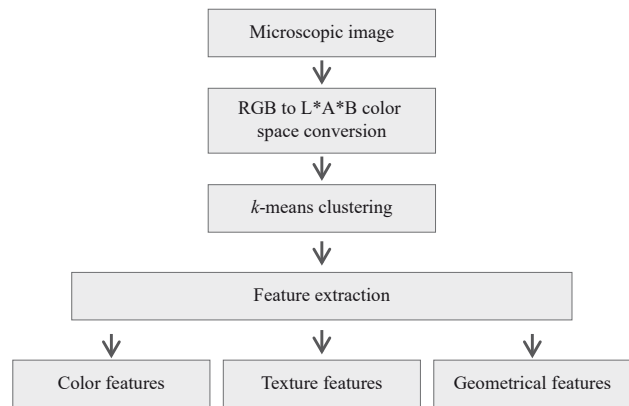 Microscopic image
RGB to L*A*B color
space conversion
k-means clustering
Feature extraction
Color features
Texture features
Geometrical features